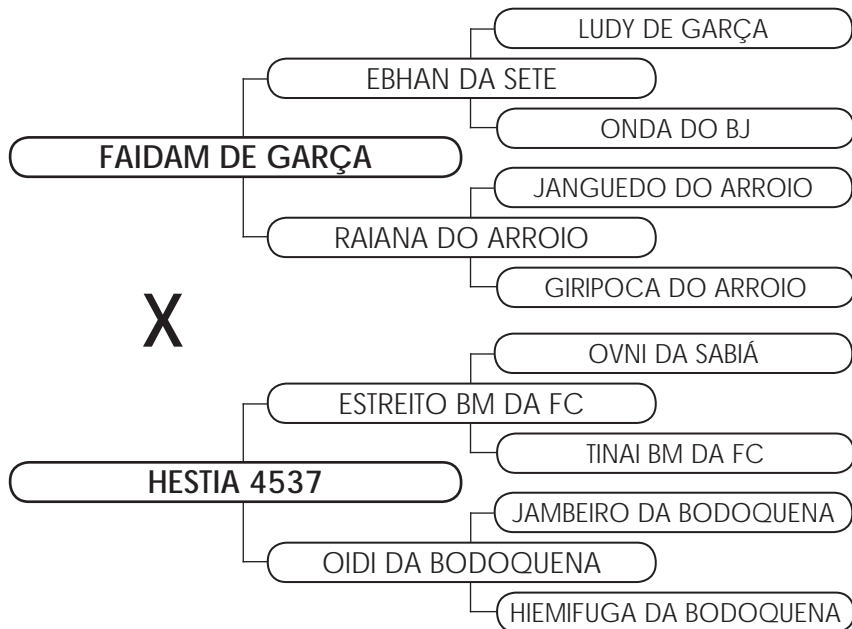 LUDY DE GARÇA
EBHAN DA SETE
ONDA DO BJ
FAIDAM DE GARÇA
JANGUEDO DO ARROIO
RAIANA DO ARROIO
GIRIPOCA DO ARROIO
X
OVNI DA SABIÁ
ESTREITO BM DA FC
TINAI BM DA FC
HESTIA 4537
JAMBEIRO DA BODOQUENA
OIDI DA BODOQUENA
HIEMIFUGA DA BODOQUENA